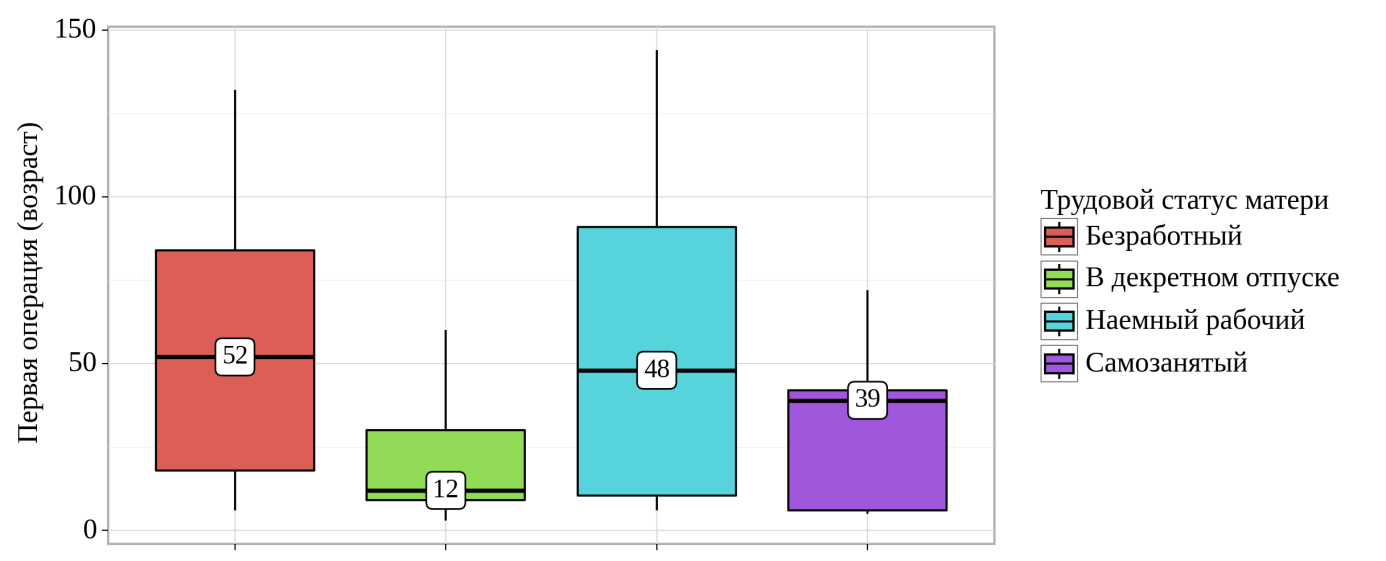 150
100
50
0
Первая операция (возраст)
52
12
48
39
Трудовой статус матери
Безработный
В декретном отпуске
Наемный рабочий
Самозанятый